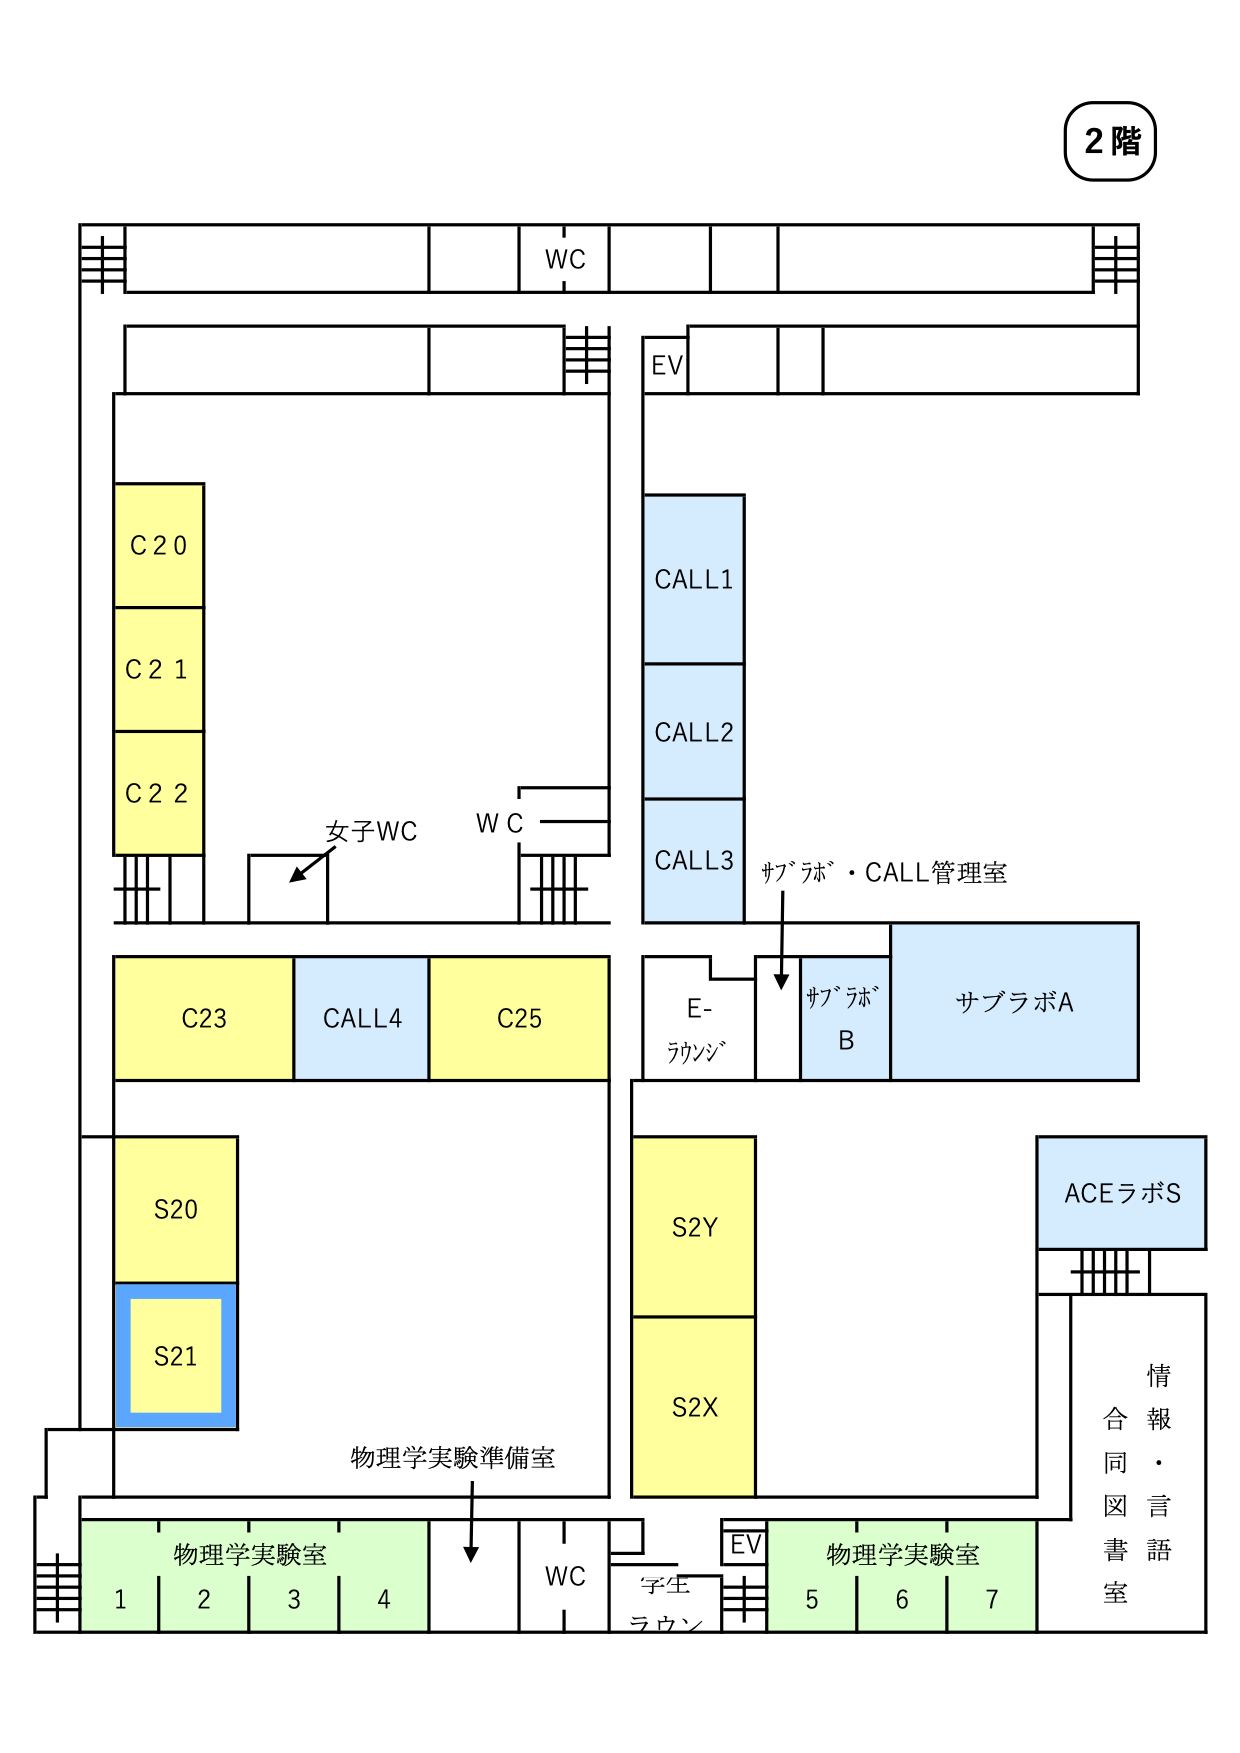 2階
WC
EV
C20
CALL1
C21
CALL2
C22
女子WC
WC
CALL3
ｻﾌﾞﾗﾎﾞ・CALL管理室
C23
CALL4
C25
E-
ﾗｳﾝｼﾞ
ｻﾌﾞﾗﾎﾞ
B
サブラボA
S20
S2Y
ACEラボS
S21
S2X
情報・言語
合同図書室
物理学実験準備室
物理学実験室
1 2 3 4
WC
学生
ラウン
EV
物理学実験室
5 6 7